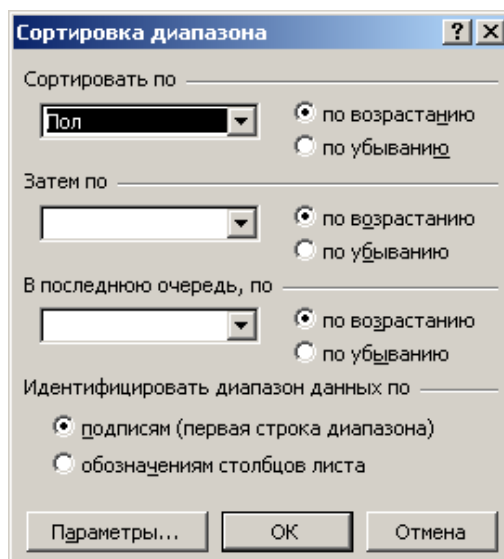 Сортировка диапазона
Сортировать по
Пол
по возрастанию
по убыванию
Затем по
по возрастанию
по убыванию
В последнюю очередь, по
по возрастанию
по убыванию
Идентифицировать диапазон данных по
подписям (первая строка диапазона)
обозначениям столбцов листа
Параметры... ОК Отмена